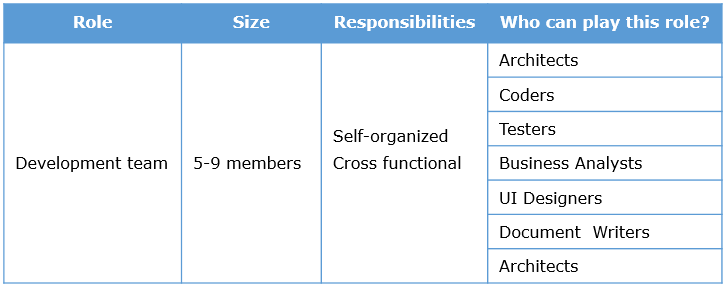 Role Size Responsibilities Who can play this role?
Development team
5-9 members
Self-organized
Cross functional
Architects
Coders
Testers
Business Analysts
UI Designers
Document  Writers
Architects